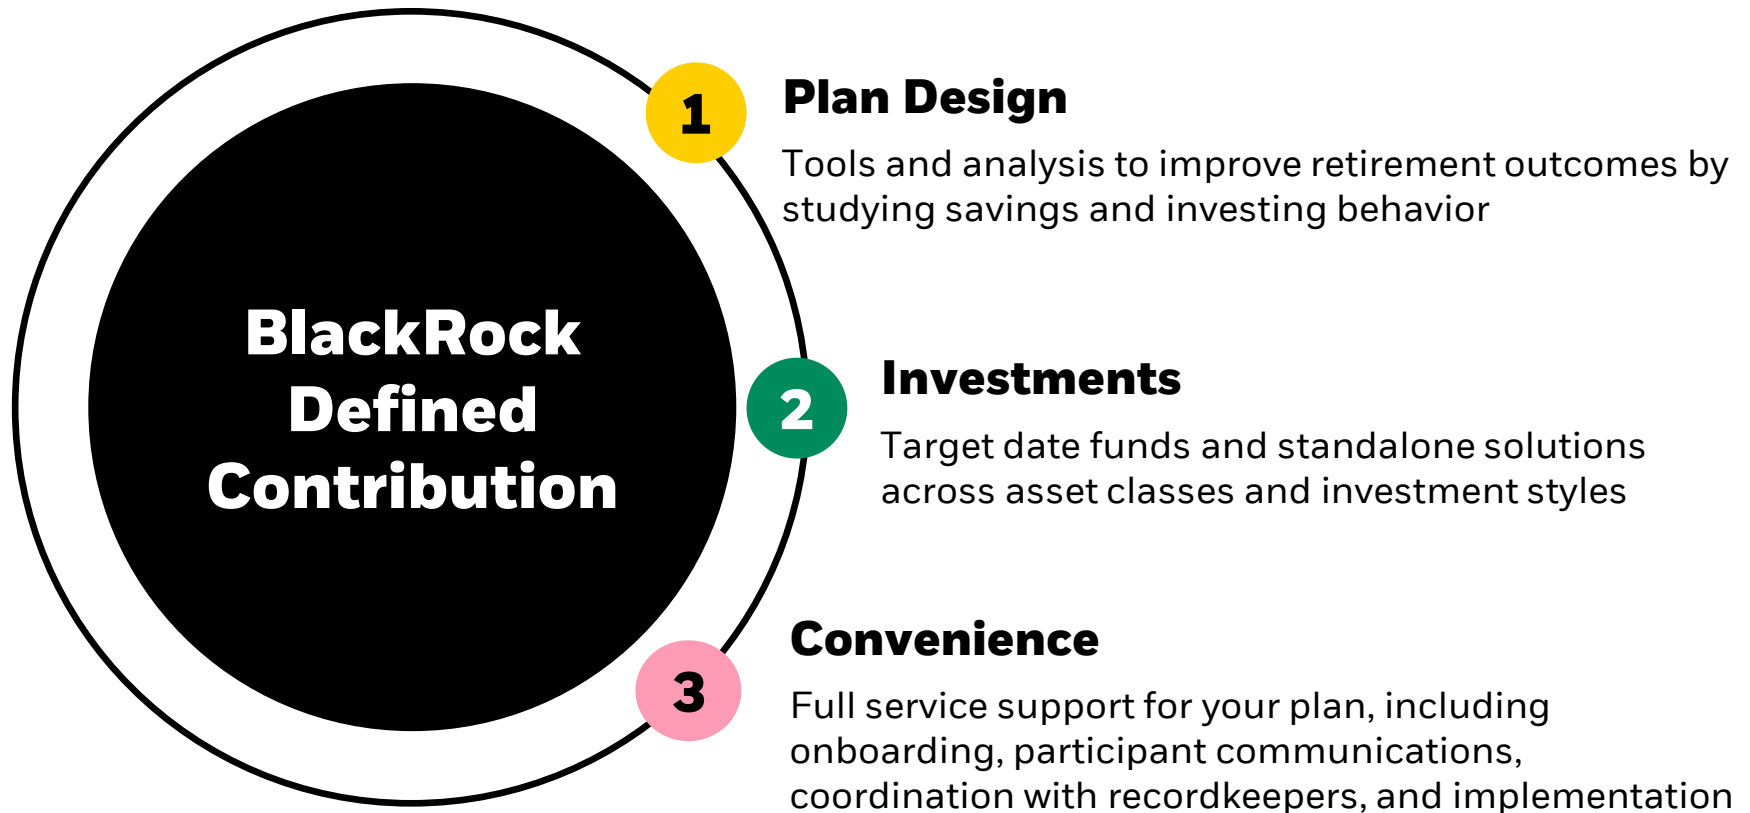 BlackRock
Defined
Contribution
1
Plan Design
Tools and analysis to improve retirement outcomes by
studying savings and investing behavior
2
Investments
Target date funds and standalone solutions
across asset classes and investment styles
3
Convenience
Full service support for your plan, including
onboarding, participant communications,
coordination with recordkeepers, and implementation